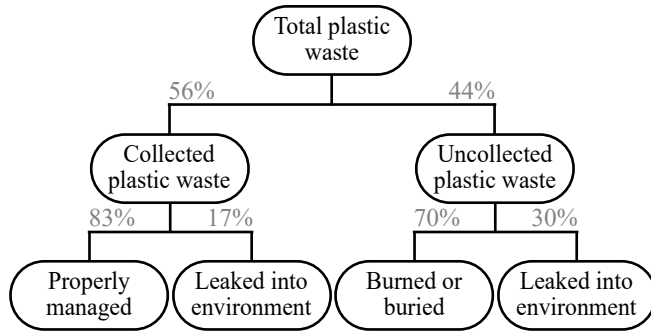 Total plastic
waste
56%
44%
Collected
plastic waste
Uncollected
plastic waste
83%
17%
70%
30%
Properly
managed
Leaked into
environment
Burned or
buried
Leaked into
environment